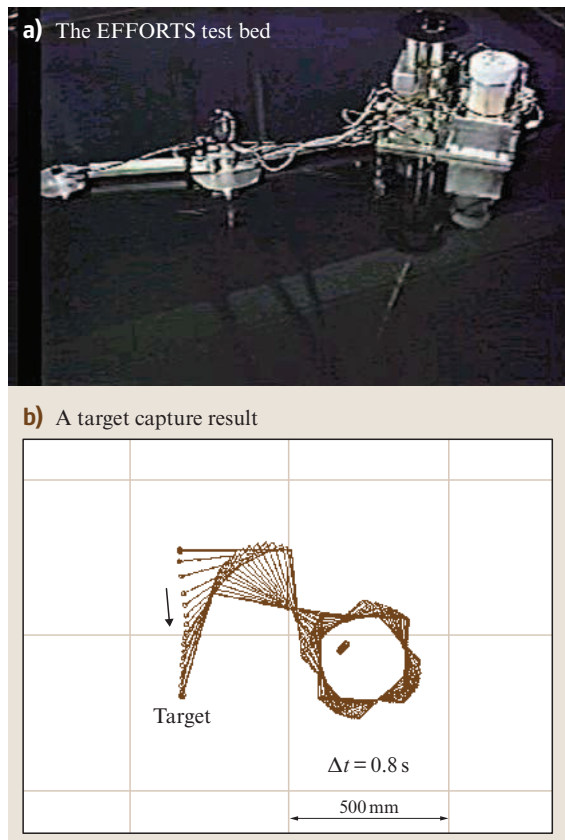 a) The EFFORTS test bed
b) A target capture result
Target
Δt = 0.8 s
500 mm